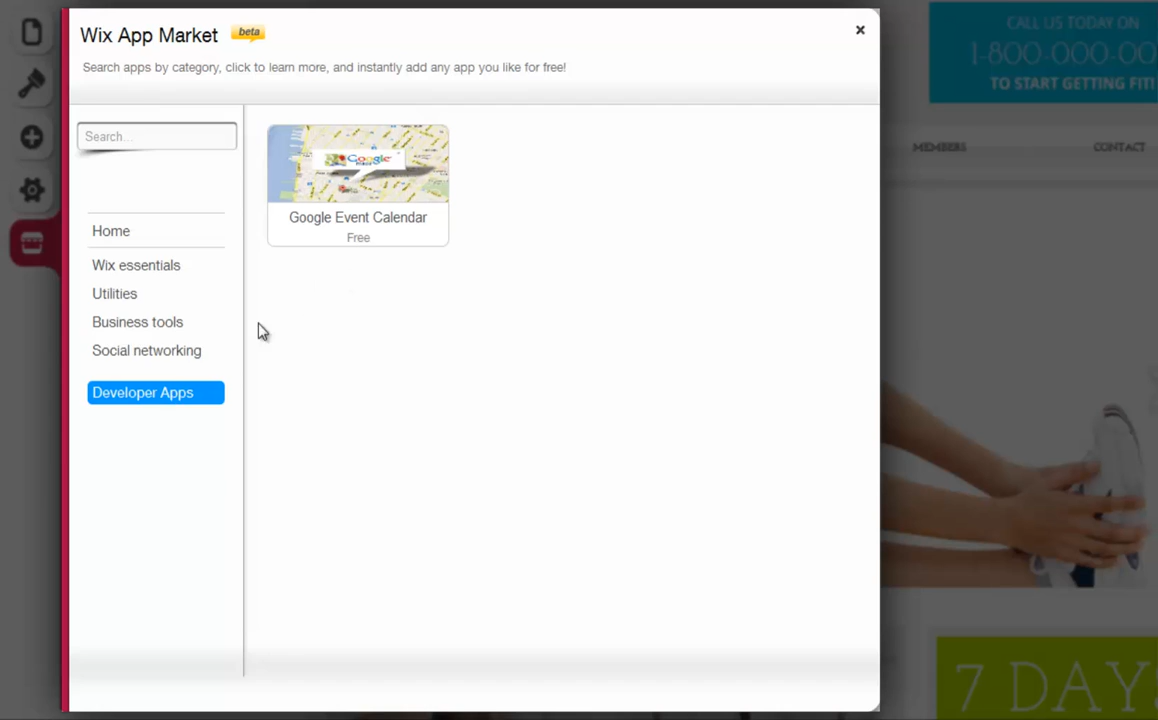 Wix App Market beta
Search apps by category, click to learn more, and instantly add any app you like for free!
Search...
Home
Wix essentials
Utilities
Business tools
Social networking
Developer Apps
Google
Google Event Calendar
Free
CALL US TODAY ON
1-800-000-00
TO START GETTING FIT!
MEMBERS
CONTACT
7 DAYS